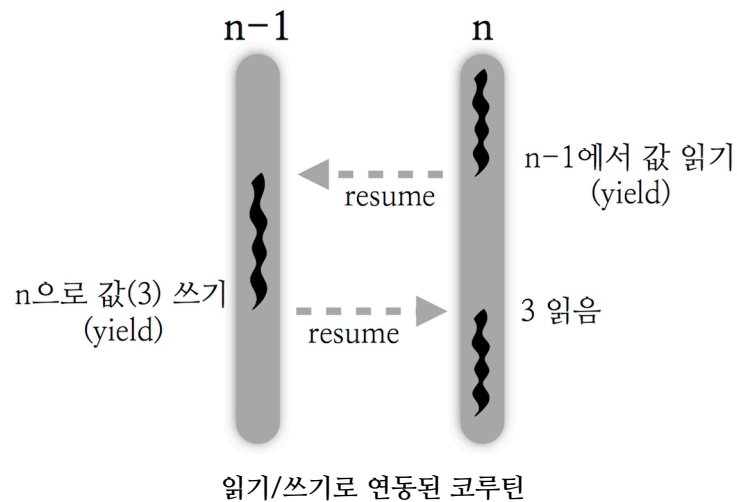 n-1
n
n-1에서 값 읽기
(yield)
resume
n으로 값(3) 쓰기
(yield)
resume
3 읽음
읽기/쓰기로 연동된 코루틴